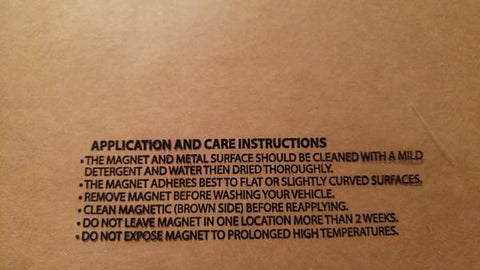 APPLICATION AND CARE INSTRUCTIONS
• THE MAGNET AND METAL SURFACE SHOULD BE CLEANED WITH A MILD
DETERGENT AND WATER THEN DRIED THOROUGHLY.
• THE MAGNET ADHERES BEST TO FLAT OR SLIGHTLY CURVED SURFACES.
• REMOVE MAGNET BEFORE WASHING YOUR VEHICLE.
• CLEAN MAGNETIC (BROWN SIDE) BEFORE REAPPLYING.
• DO NOT LEAVE MAGNET IN ONE LOCATION MORE THAN 2 WEEKS.
• DO NOT EXPOSE MAGNET TO PROLONGED HIGH TEMPERATURES.